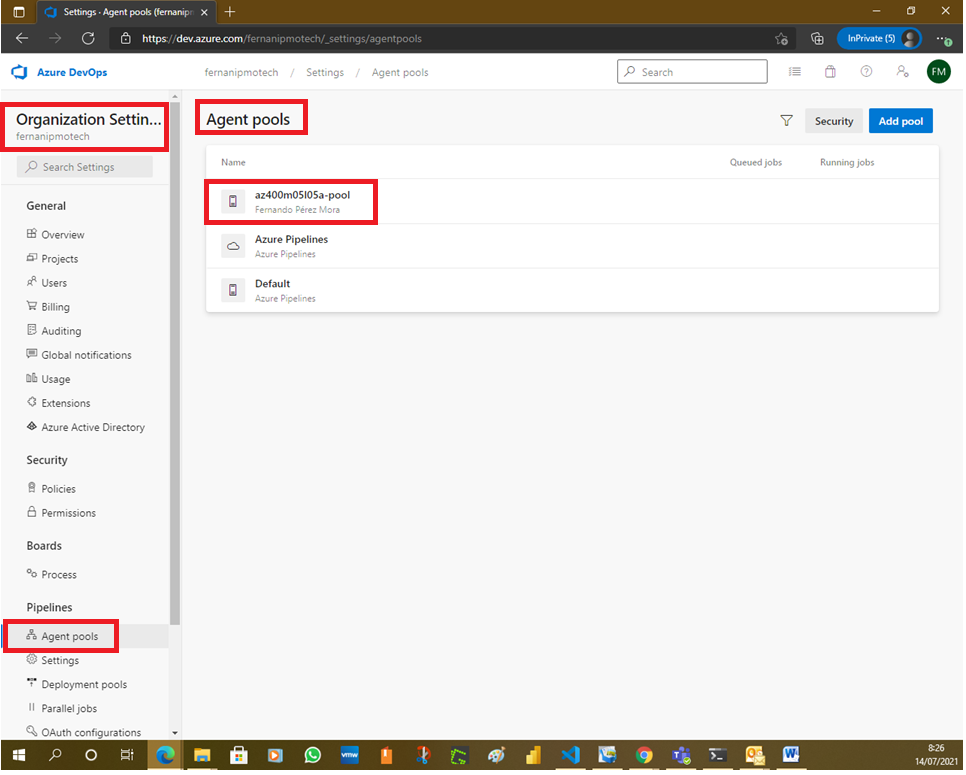 Settings - Agent pools (fernanipm
https://dev.azure.com/fernanipmotech/_settings/agentpools
InPrivate (5)
Azure DevOps
fernanipmotech / Settings / Agent pools
Search
FM
Organization Settin...
fernanipmotech
Search Settings
General
Overview
Projects
Users
Billing
Auditing
Global notifications
Usage
Extensions
Azure Active Directory
Security
Policies
Permissions
Boards
Process
Pipelines
Agent pools
Settings
Deployment pools
Parallel jobs
OAuth configurations
Agent pools
Security
Add pool
Name
Queued jobs
Running jobs
az400m05l05a-pool
Fernando Pérez Mora
Azure Pipelines
Azure Pipelines
Default
Azure Pipelines
vmw
8:26
14/07/2021